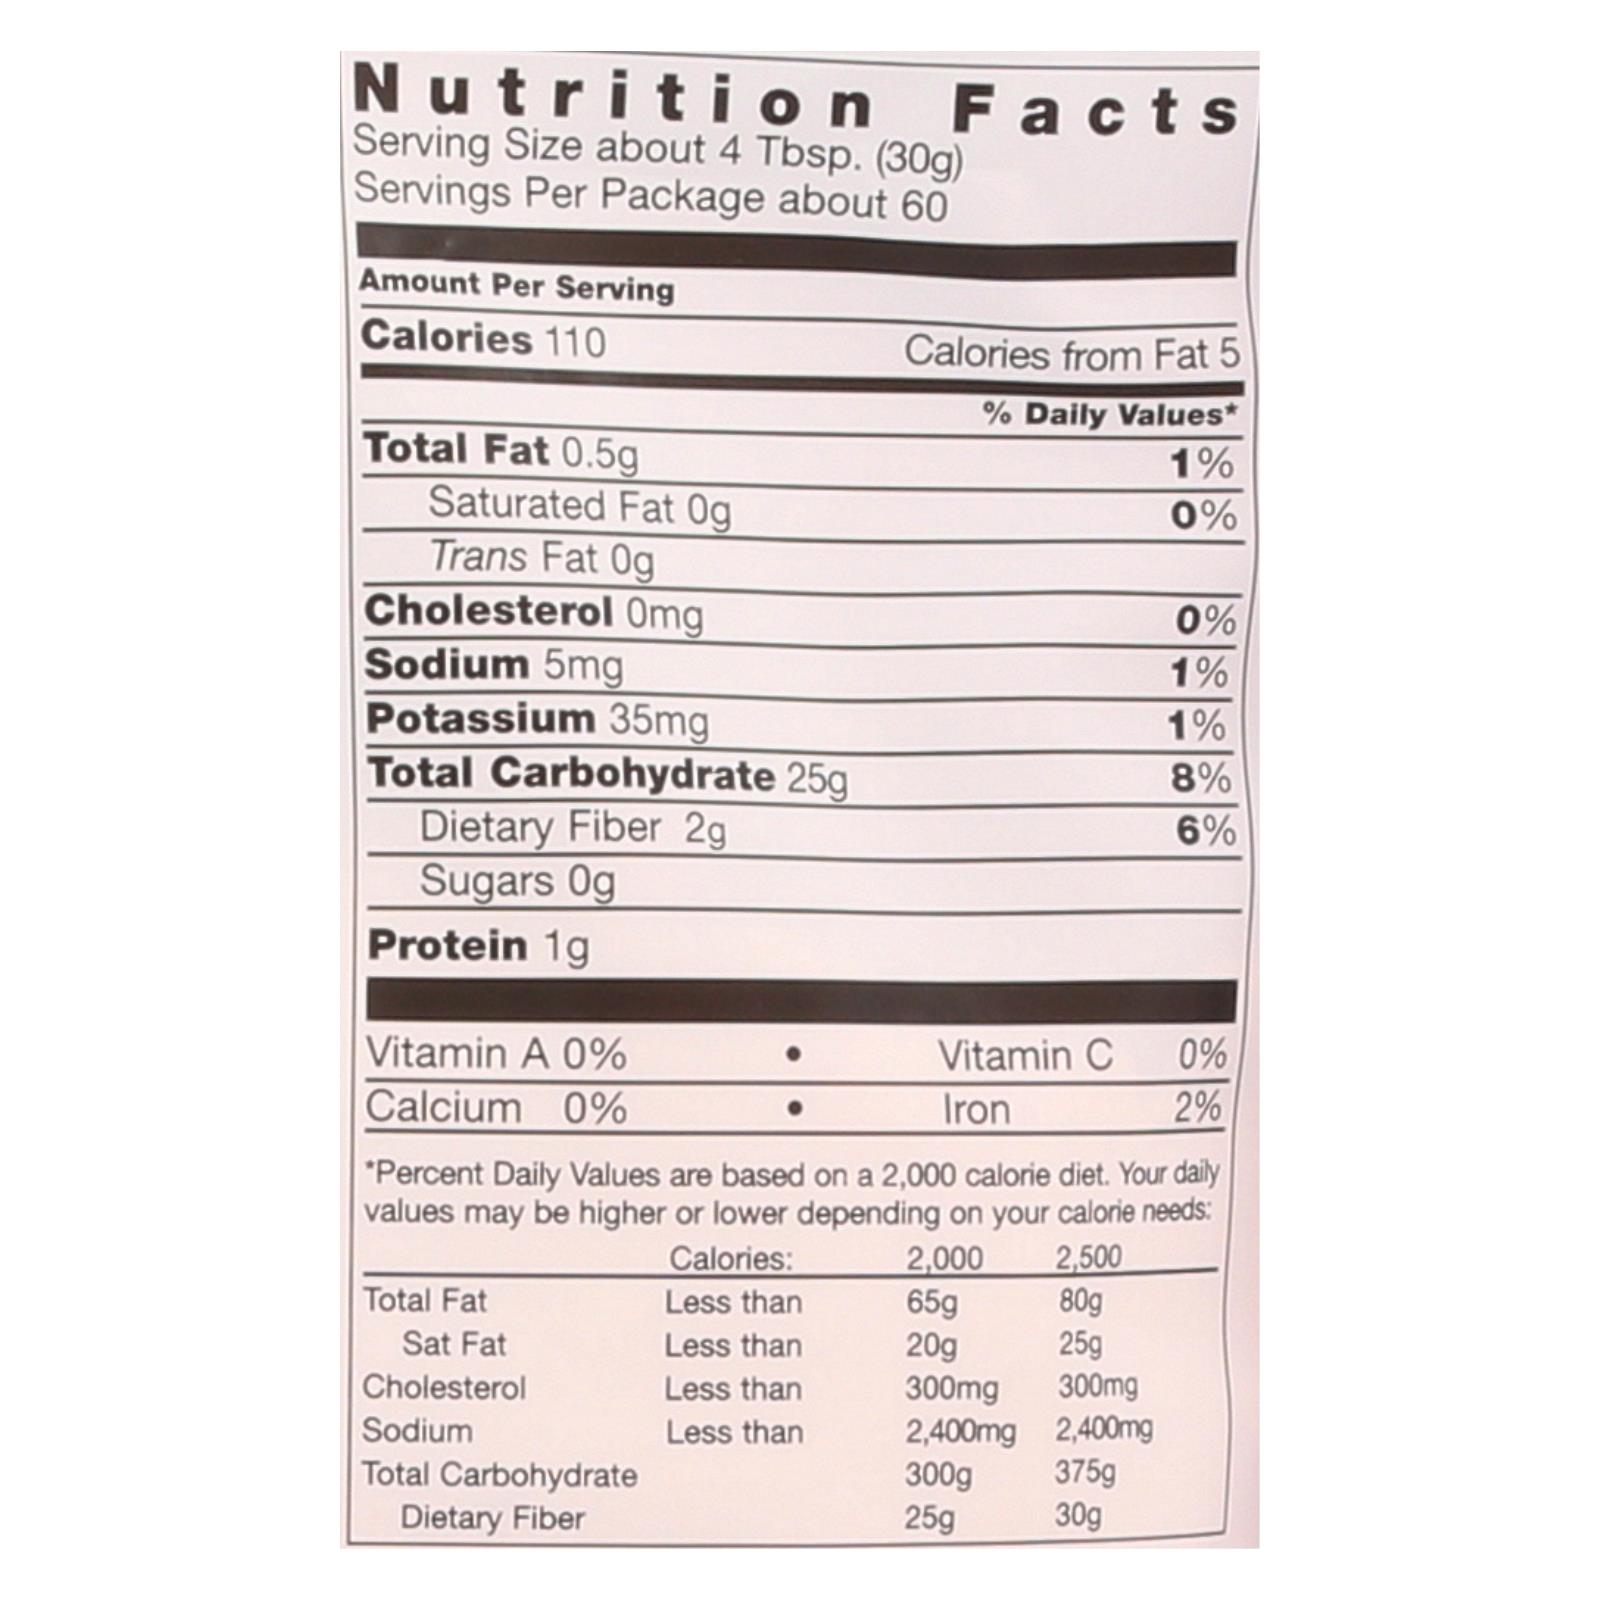 Nutrition Facts
Serving Size about 4 Tbsp. (30g)
Servings Per Package about 60
Amount Per Serving
Calories 110 Calories from Fat 5
% Daily Values*
Total Fat 0.5g 1%
Saturated Fat 0g 0%
Trans Fat 0g
Cholesterol 0mg 0%
Sodium 5mg 1%
Potassium 35mg 1%
Total Carbohydrate 25g 8%
Dietary Fiber 2g 6%
Sugars 0g
Protein 1g
Vitamin A 0% • Vitamin C 0%
Calcium 0% • Iron 2%
*Percent Daily Values are based on a 2,000 calorie diet. Your daily
values may be higher or lower depending on your calorie needs:
Calories: 2,000 2,500
Total Fat Less than 65g 80g
Sat Fat Less than 20g 25g
Cholesterol Less than 300mg 300mg
Sodium Less than 2,400mg 2,400mg
Total Carbohydrate 300g 375g
Dietary Fiber 25g 30g